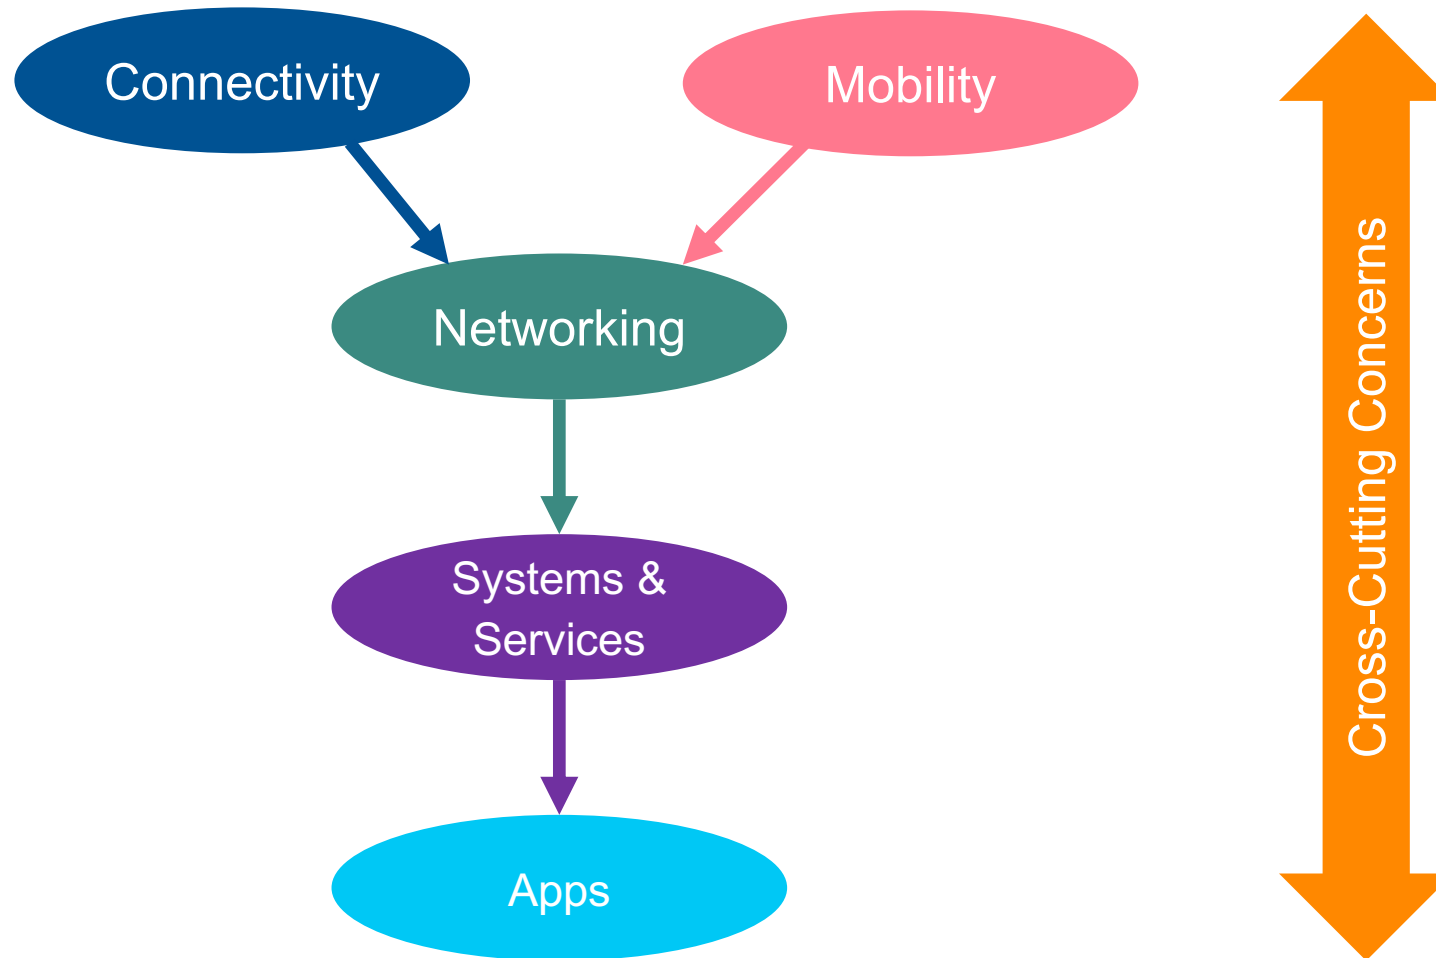 Connectivity
Mobility
Networking
Systems &
Services
Apps
Cross-Cutting Concerns